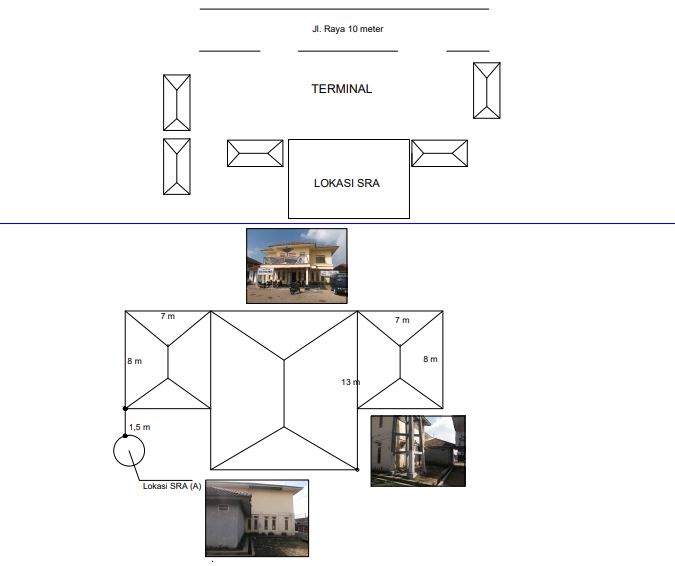 Jl. Raya 10 meter
TERMINAL
LOKASI SRA
7 m
7 m
8 m
8 m
13 m
1,5 m
Lokasi SRA (A)